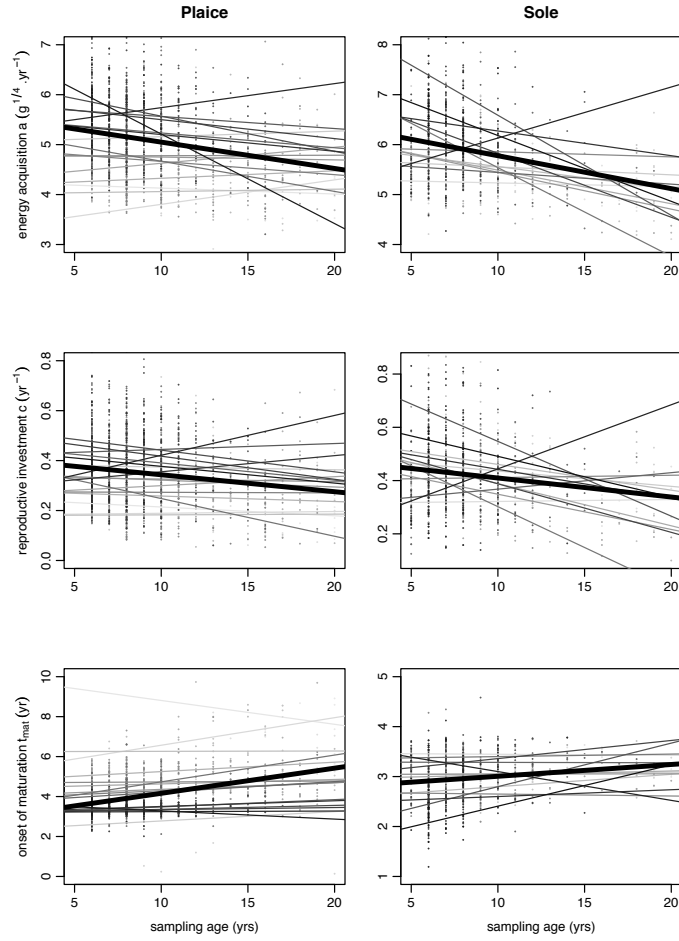 Plaice
Sole
energy acquisition a (g^1/4 .yr^-1)
3 4 5 6 7
5 10 15 20
4 5 6 7 8
5 10 15 20
reproductive investment c (yr^-1)
0.0 0.2 0.4 0.6 0.8
5 10 15 20
0.2 0.4 0.6 0.8
5 10 15 20
onset of maturation t_mat (yr)
0 2 4 6 8 10
5 10 15 20
sampling age (yrs)
1 2 3 4 5
5 10 15 20
sampling age (yrs)